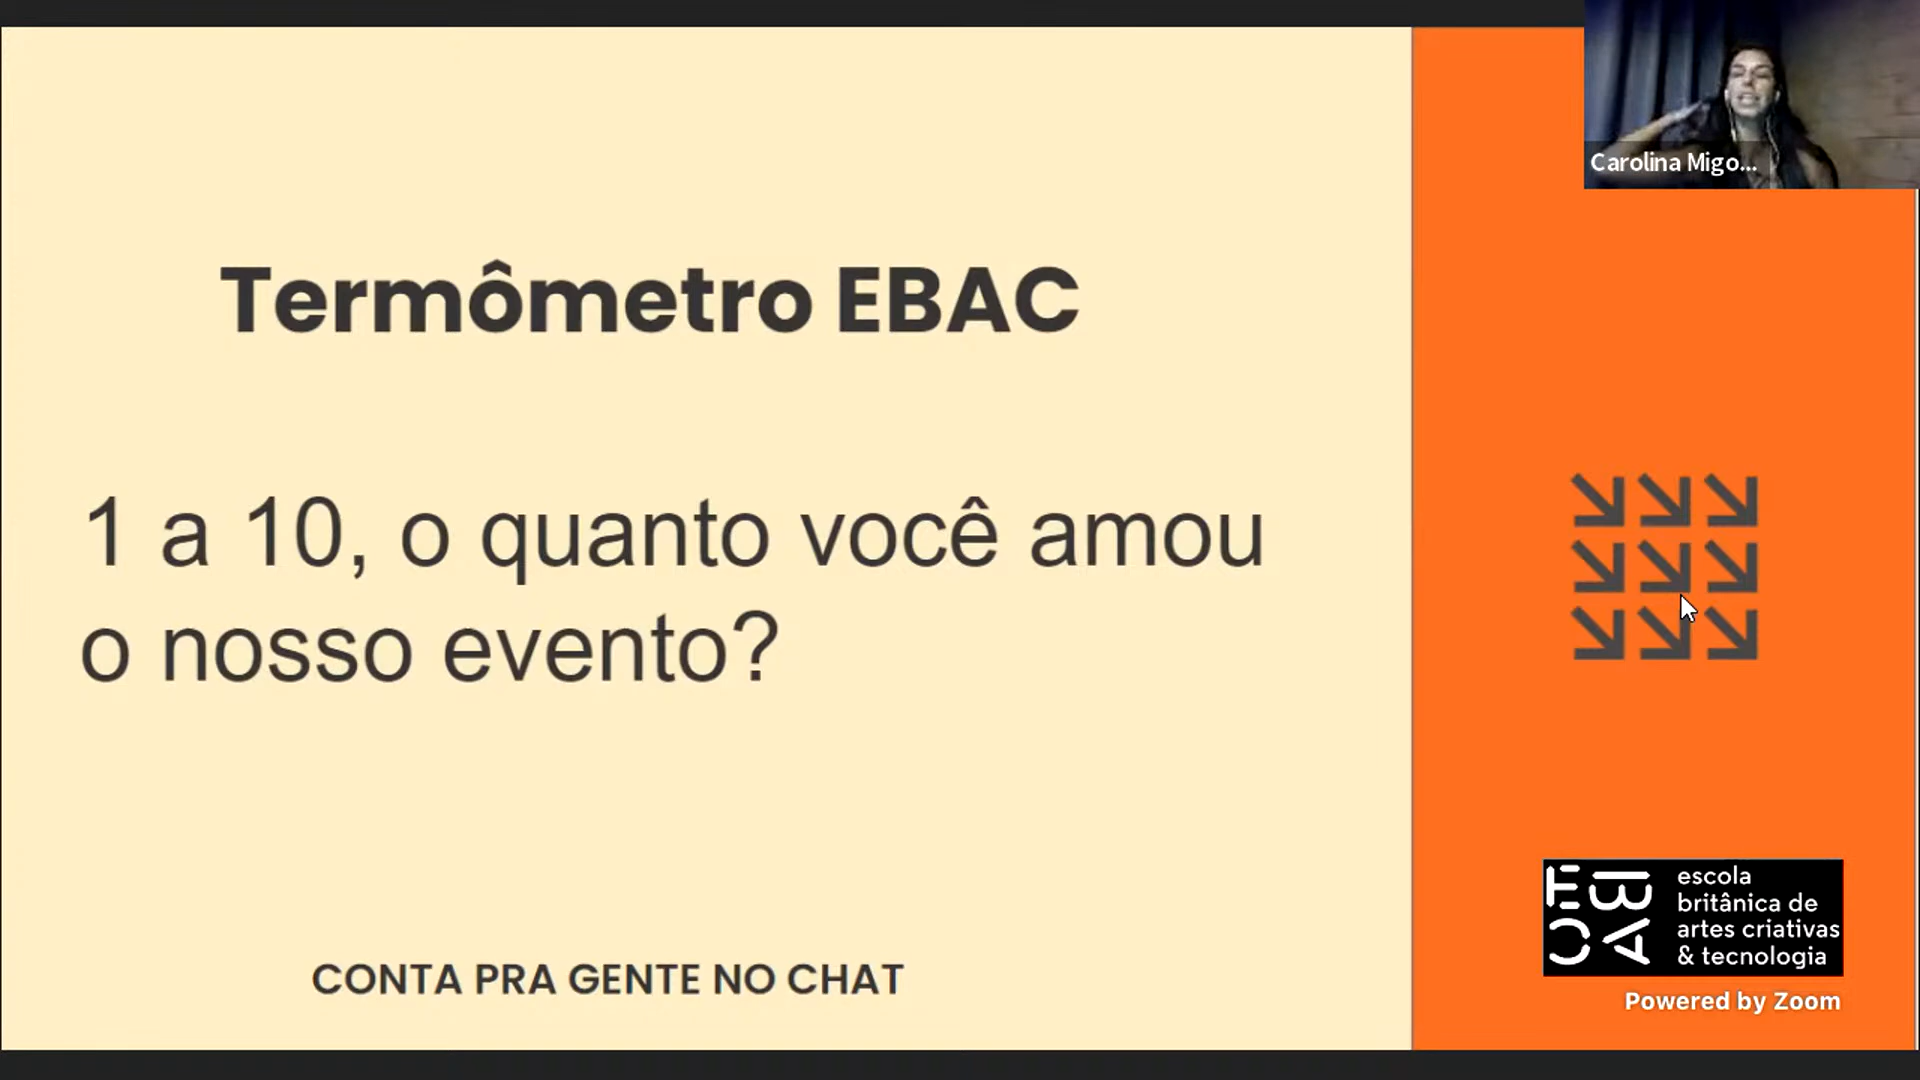 Carolina Migo...
Termômetro EBAC
1 a 10, o quanto você amou
o nosso evento?
CONTA PRA GENTE NO CHAT
EBAC
escola
britânica de
artes criativas
& tecnologia
Powered by Zoom